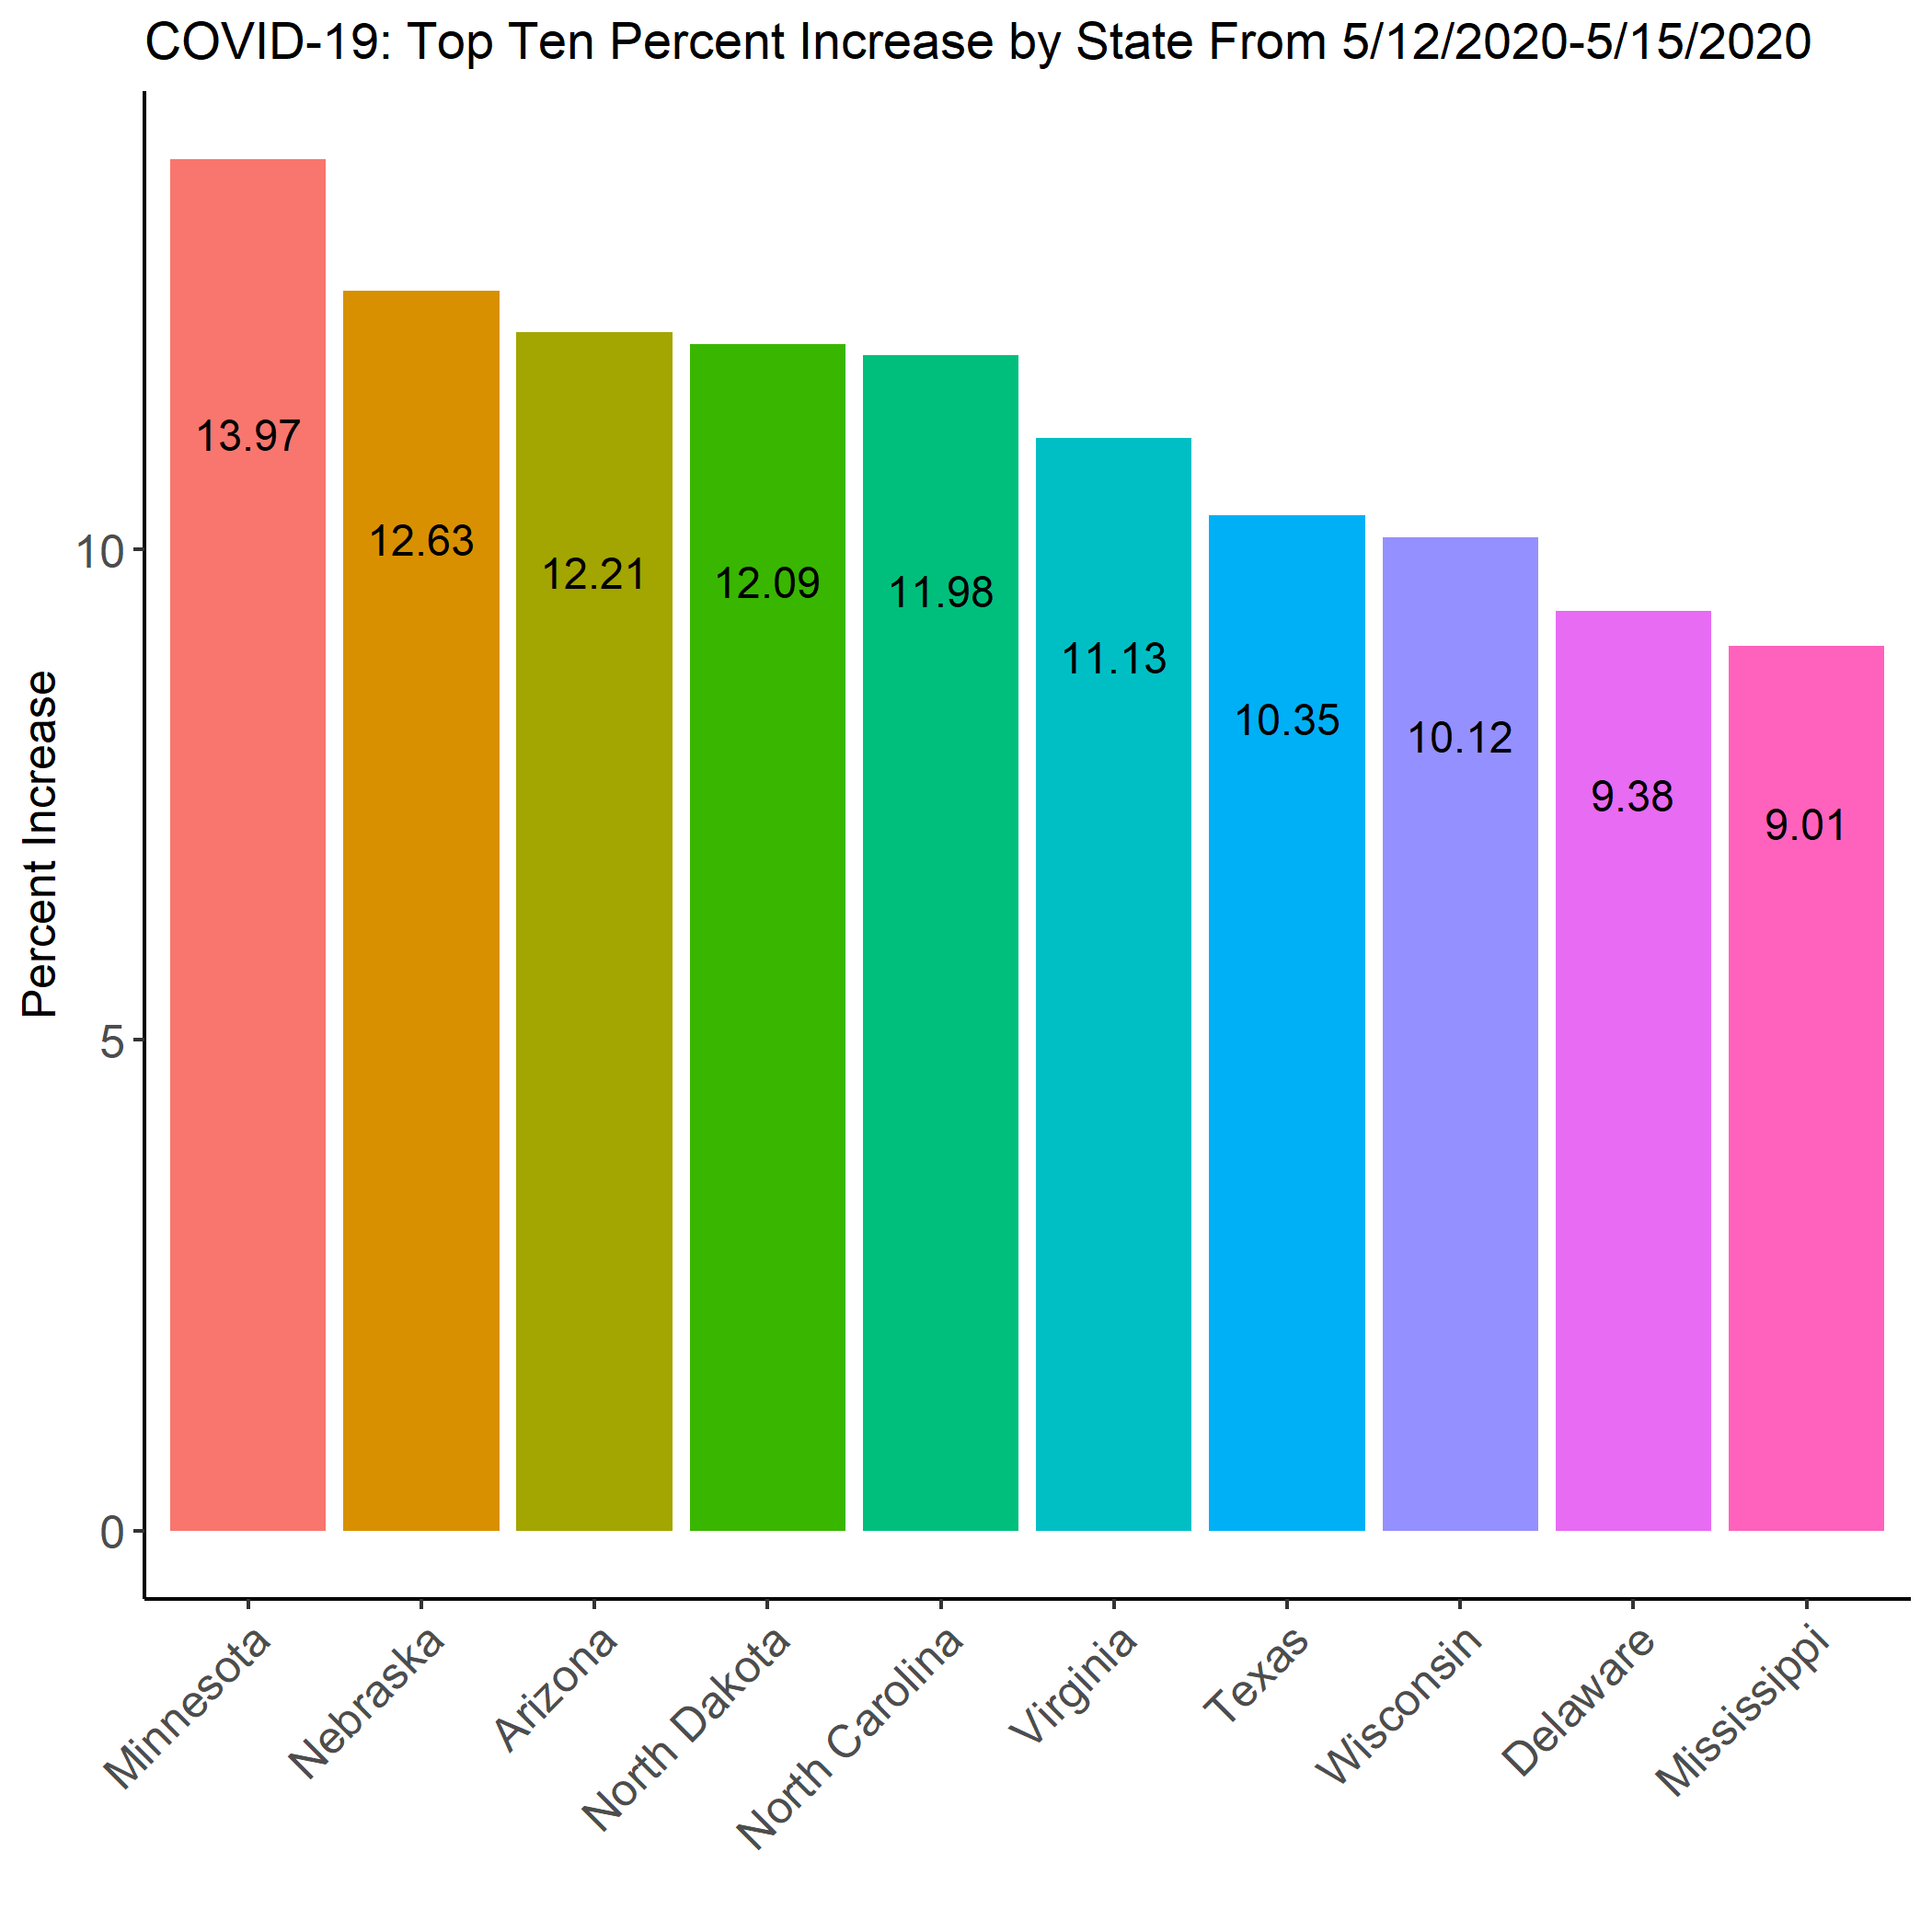 COVID-19: Top Ten Percent Increase by State From 5/12/2020-5/15/2020
Percent Increase
10
5
0
13.97
12.63
12.21
12.09
11.98
11.13
10.35
10.12
9.38
9.01
Minnesota
Nebraska
Arizona
North Dakota
North Carolina
Virginia
Texas
Wisconsin
Delaware
Mississippi